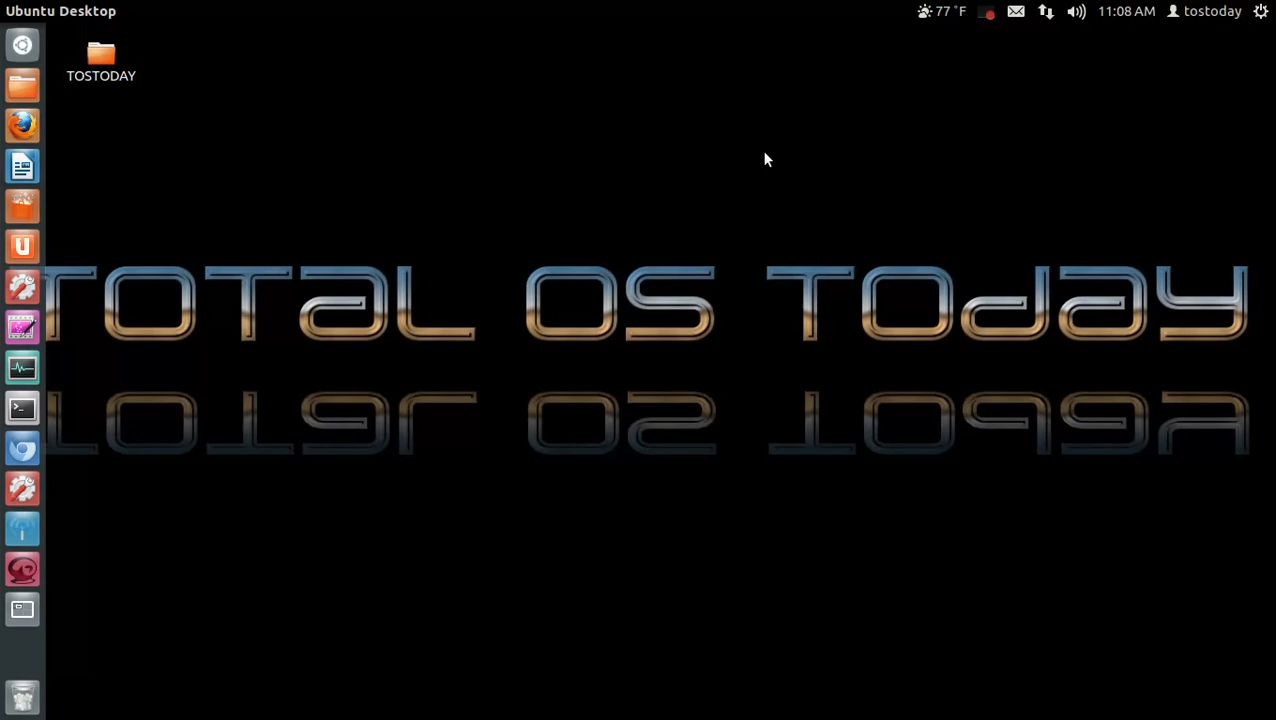 Ubuntu Desktop
77 °F
11:08 AM
tostoday
TOSTODAY
TOTAL OS TODAY